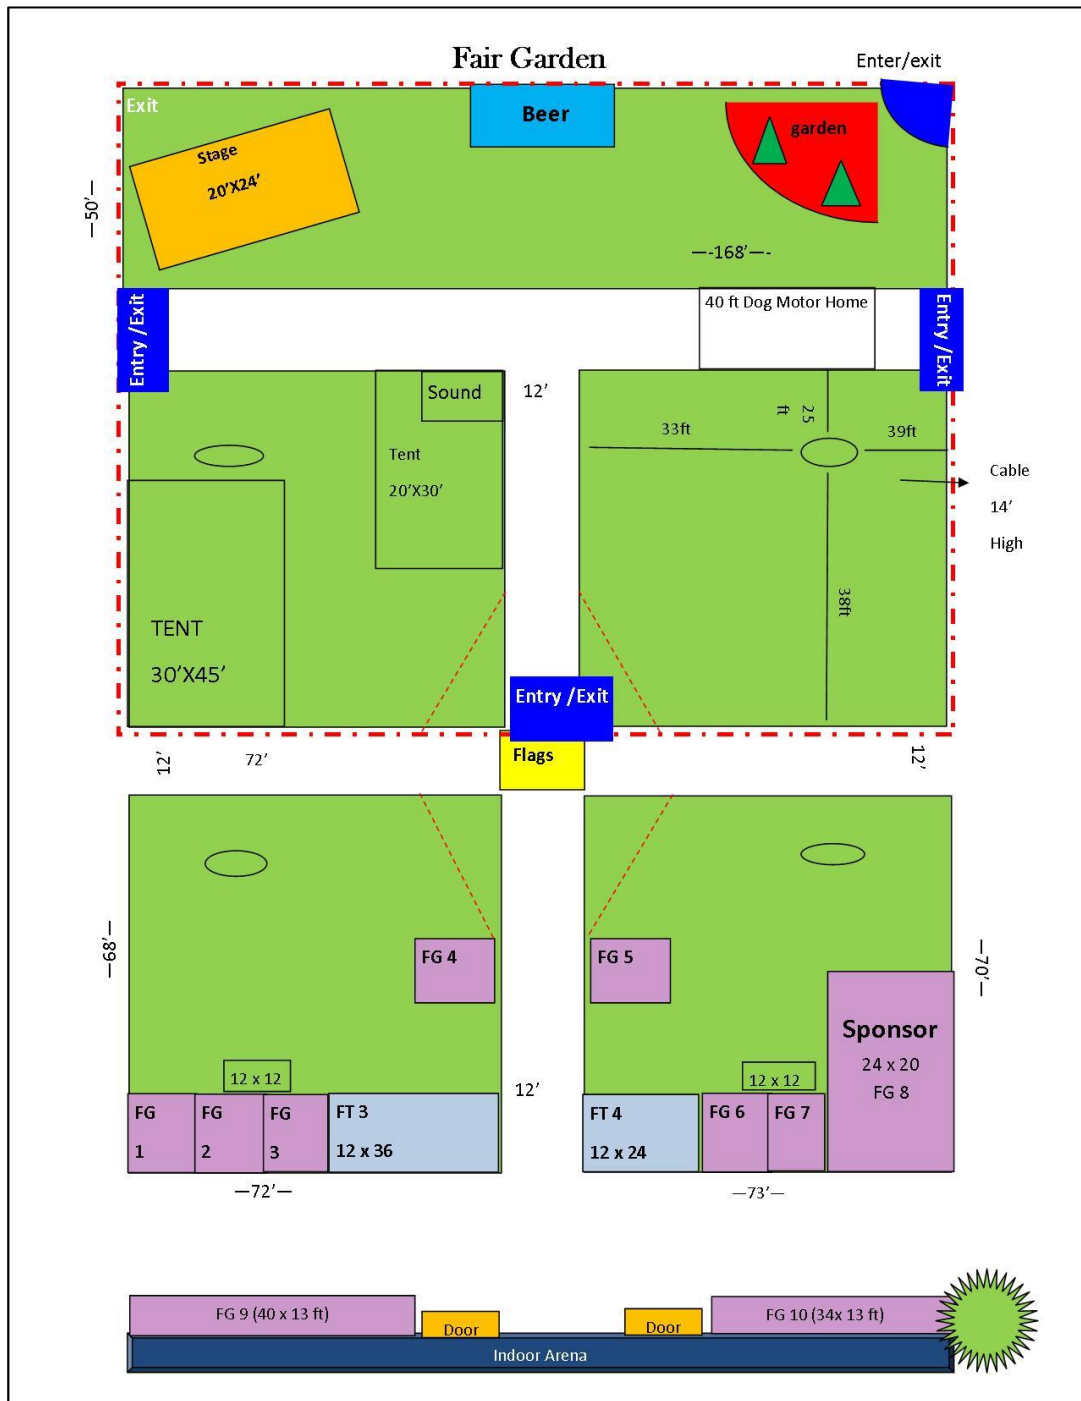 Fair Garden
Enter/exit
Exit
Beer
garden
Stage
20’X24’
—50’—
—-168’—-
Entry /Exit
40 ft Dog Motor Home
Entry /Exit
Sound
12’
25
ft
33ft
39ft
Tent
20’X30’
Cable
14’
High
38ft
TENT
30’X45’
Entry /Exit
Flags
12’
72’
12’
—68’—
FG 4
FG 5
—70’—
Sponsor
24 x 20
FG 8
12 x 12
12 x 12
12’
FG
1
FG
2
FG
3
FT 3
12 x 36
FT 4
12 x 24
FG 6
FG 7
—72’—
—73’—
FG 9 (40 x 13 ft)
Door
Door
FG 10 (34x 13 ft)
Indoor Arena